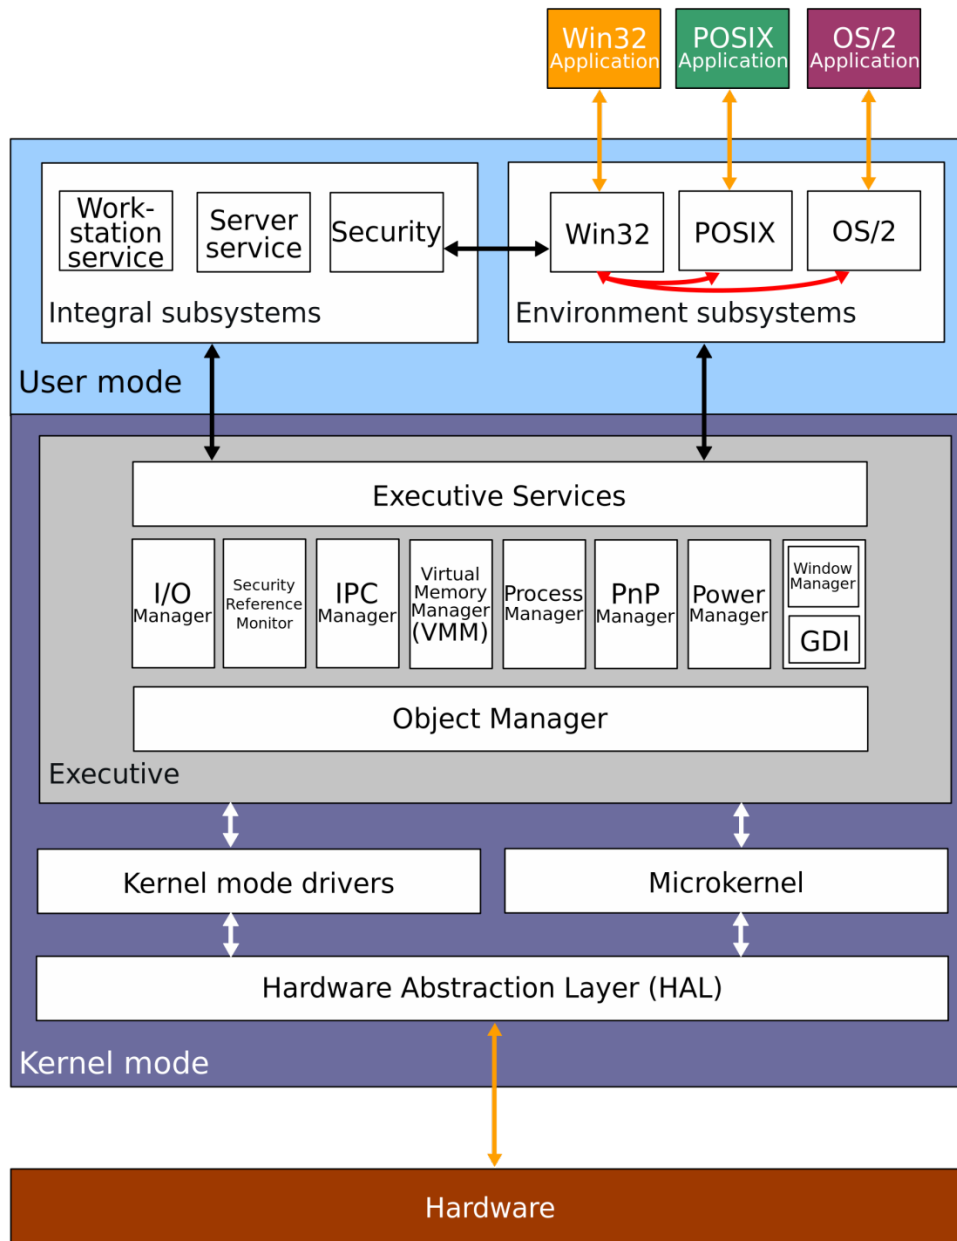 Win32
Application
POSIX
Application
OS/2
Application
Work-
station
service
Server
service
Security
Integral subsystems
Win32
POSIX
OS/2
Environment subsystems
User mode
Executive Services
I/O
Manager
Security
Reference
Monitor
IPC
Manager
Virtual
Memory
Manager
(VMM)
Process
Manager
PnP
Manager
Power
Manager
Window
Manager
GDI
Object Manager
Executive
Kernel mode drivers
Microkernel
Hardware Abstraction Layer (HAL)
Kernel mode
Hardware